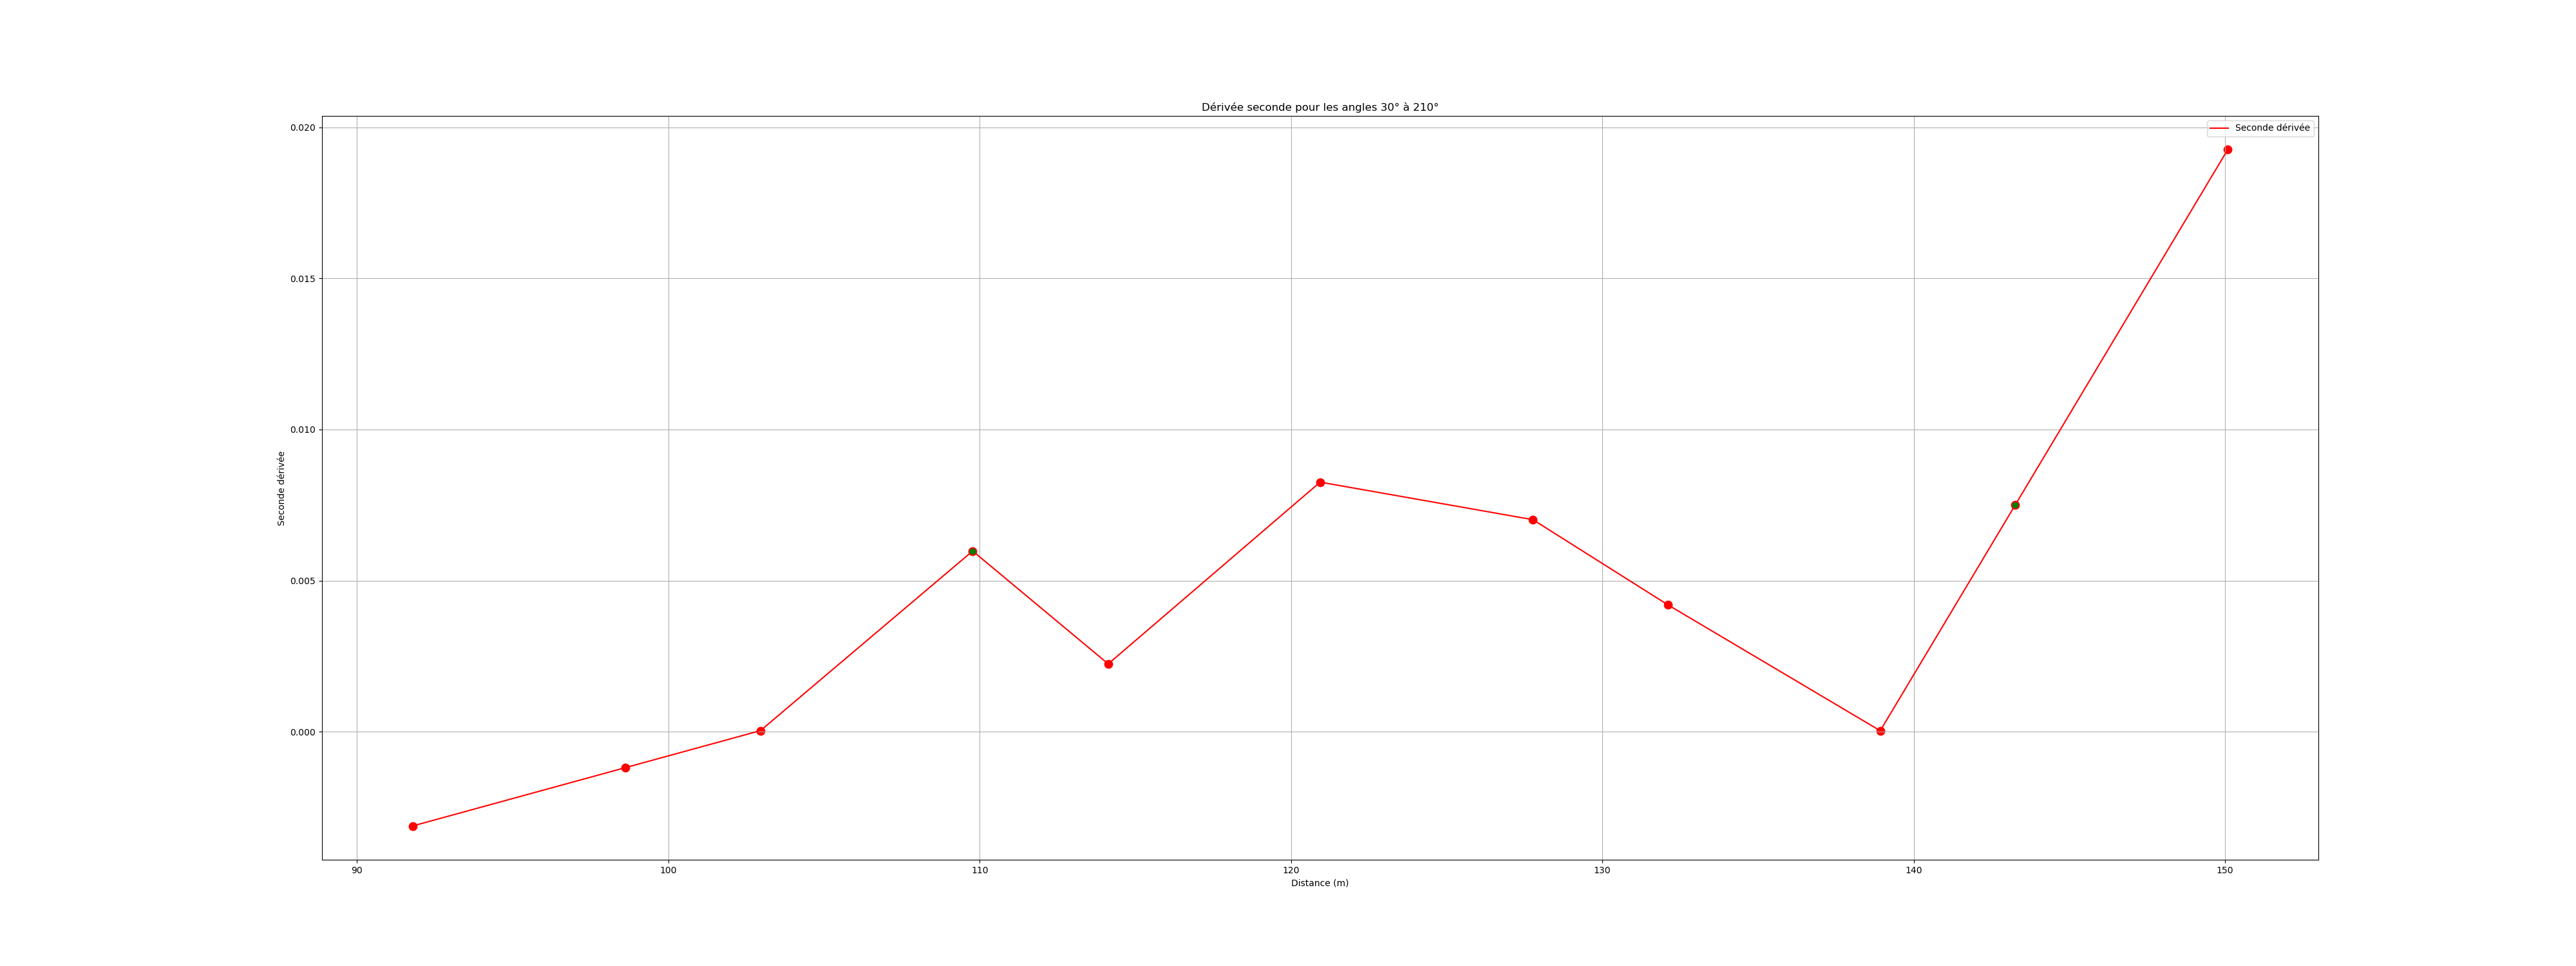 Dérivée seconde pour les angles 30° à 210°
Seconde dérivée
0.020
0.015
0.010
0.005
0.000
Seconde dérivée
90 100 110 120 130 140 150
Distance (m)